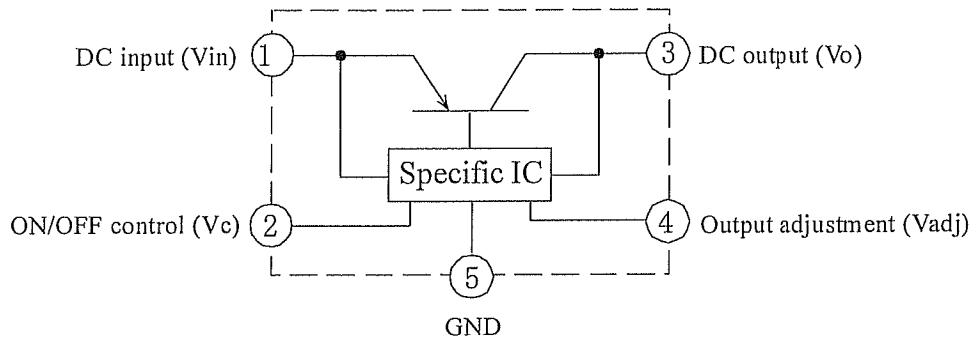 DC input (Vin) 1
3 DC output (Vo)
Specific IC
ON/OFF control (Vc) 2
4 Output adjustment (Vadj)
5
GND